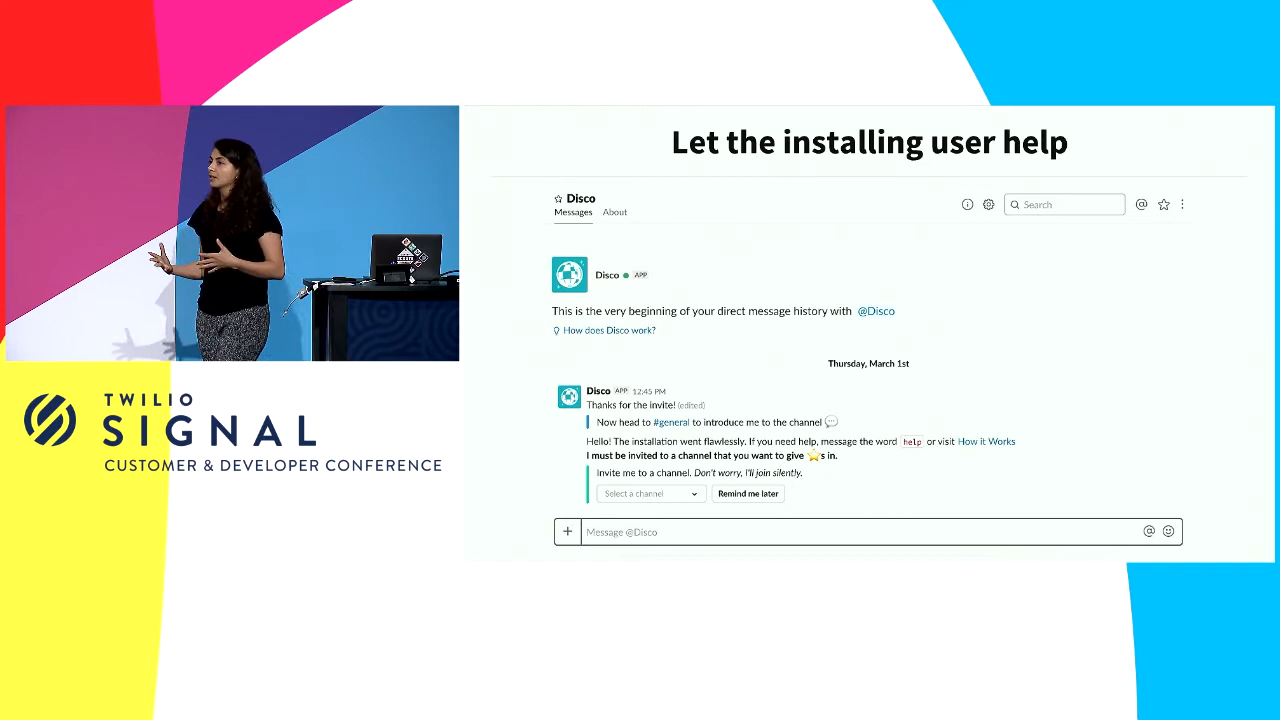 Let the installing user help
Disco
Messages About
Search
Disco APP
This is the very beginning of your direct message history with @Disco
How does Disco work?
Thursday, March 1st
Disco APP 12:45 PM
Thanks for the invite! (edited)
Now head to #general to introduce me to the channel
Hello! The installation went flawlessly. If you need help, message the word help or visit How it Works
I must be invited to a channel that you want to give ⭐'s in.
Invite me to a channel. Don't worry, I'll join silently.
Select a channel Remind me later
+ Message @Disco
TWILIO
SIGNAL
CUSTOMER & DEVELOPER CONFERENCE